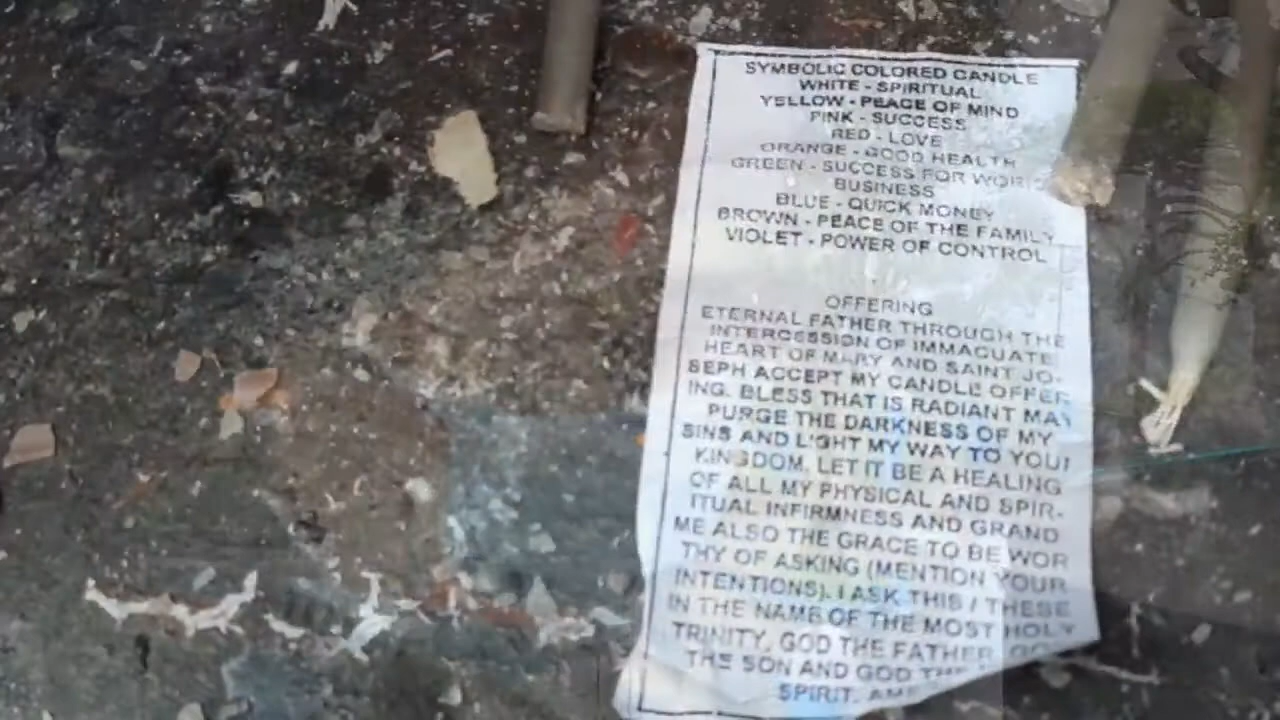 SYMBOLIC COLORED CANDLE
WHITE - SPIRITUAL
YELLOW - PEACE OF MIND
PINK - SUCCESS
RED - LOVE
ORANGE - GOOD HEALTH
GREEN - SUCCESS FOR WORK
BUSINESS
BLUE - QUICK MONEY
BROWN - PEACE OF THE FAMILY
VIOLET - POWER OF CONTROL
OFFERING
ETERNAL FATHER THROUGH THE
INTERCESSION OF IMMACUATE
HEART OF MARY AND SAINT JO-
SEPH ACCEPT MY CANDLE OFFER
ING. BLESS THAT IS RADIANT MAY
PURGE THE DARKNESS OF MY
SINS AND LIGHT MY WAY TO YOUR
KINGDOM. LET IT BE A HEALING
OF ALL MY PHYSICAL AND SPIR-
ITUAL INFIRMNESS AND GRAND
ME ALSO THE GRACE TO BE WOR
THY OF ASKING (MENTION YOUR
INTENTIONS). I ASK THIS / THESE
IN THE NAME OF THE MOST HOLY
TRINITY, GOD THE FATHER, GOD
THE SON AND GOD THE
SPIRIT. AME